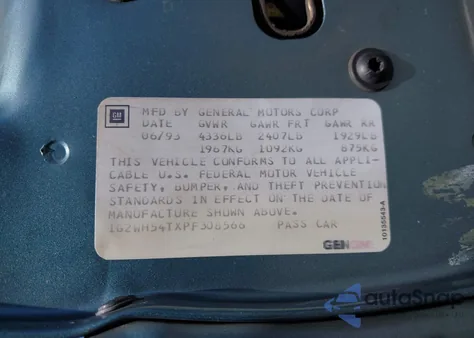 GM
MFD BY GENERAL MOTORS CORP
DATE GVWR GAWR FRT GAWR RR
06/93 4336LB 2407LB 1929LB
1967KG 1092KG 875KG
THIS VEHICLE CONFORMS TO ALL APPLI-
CABLE U.S. FEDERAL MOTOR VEHICLE
SAFETY, BUMPER, AND THEFT PREVENTION
STANDARDS IN EFFECT ON THE DATE OF
MANUFACTURE SHOWN ABOVE.
1G2WH54TXPF308566 PASS CAR
10135543-A
autoSnap